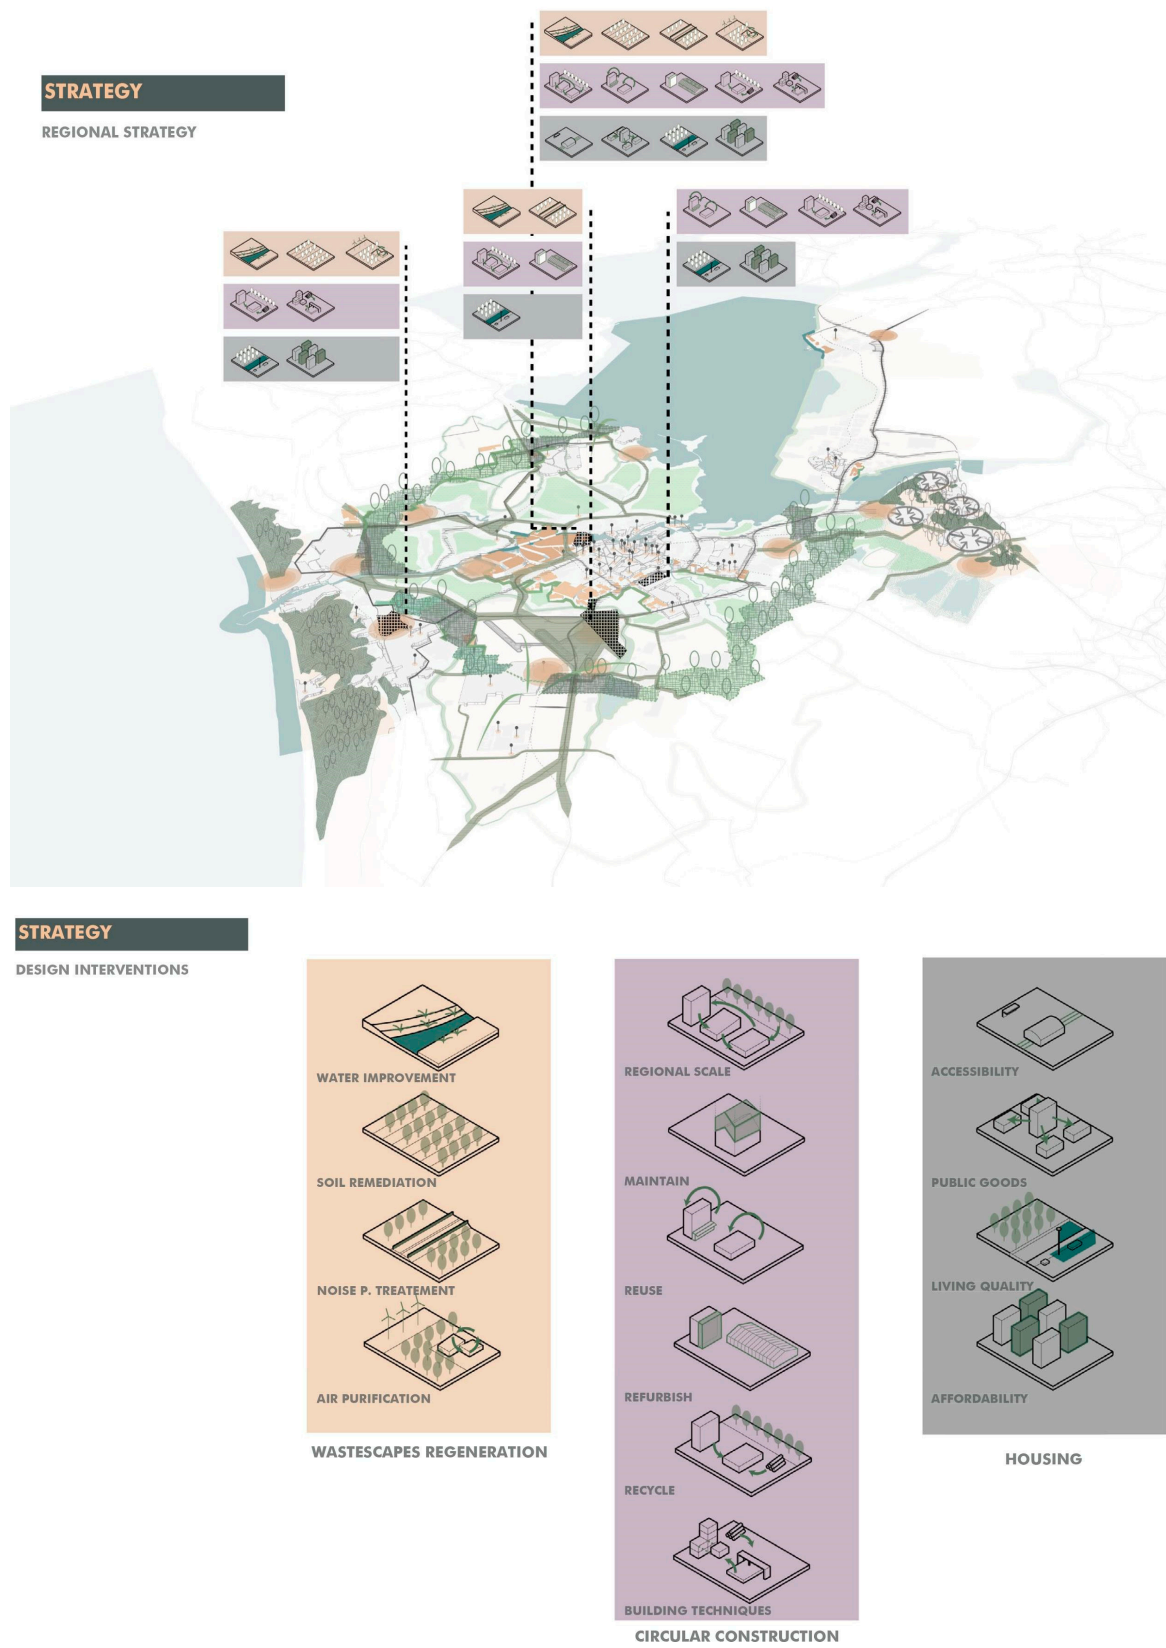 STRATEGY
REGIONAL STRATEGY
STRATEGY
DESIGN INTERVENTIONS
WATER IMPROVEMENT
SOIL REMEDIATION
NOISE P. TREATEMENT
AIR PURIFICATION
WASTESCAPES REGENERATION
REGIONAL SCALE
MAINTAIN
REUSE
REFURBISH
RECYCLE
BUILDING TECHNIQUES
CIRCULAR CONSTRUCTION
ACCESSIBILITY
PUBLIC GOODS
LIVING QUALITY
AFFORDABILITY
HOUSING